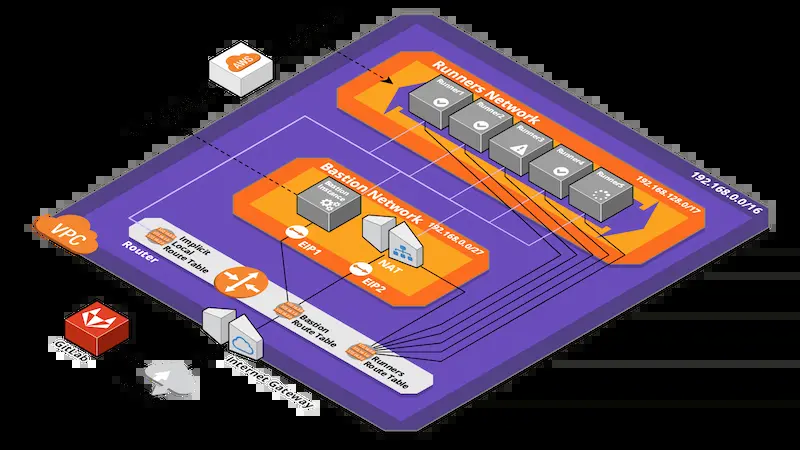 AWS
Runners Network
Runner1
Runner2
Runner3
Runner4
Runner5
192.168.128.0/17
192.168.0.0/16
Bastion Network
Bastion
Instance
192.168.0.0/27
EIP1
NAT
EIP2
VPC
Router
Implicit
Local
Route Table
Bastion
Route Table
Runners
Route Table
GitLab
Internet Gateway